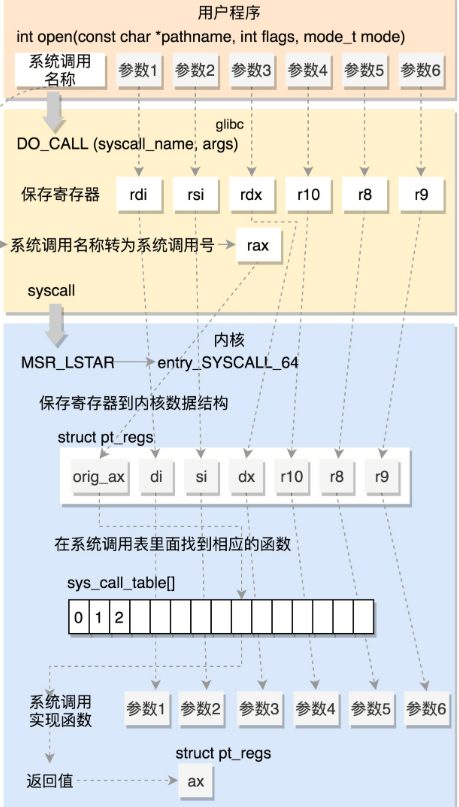 用户程序
int open(const char *pathname, int flags, mode_t mode)
系统调用
名称
参数1 参数2 参数3 参数4 参数5 参数6
glibc
DO_CALL (syscall_name, args)
保存寄存器 rdi rsi rdx r10 r8 r9
系统调用名称转为系统调用号 rax
syscall
内核
MSR_LSTAR entry_SYSCALL_64
保存寄存器到内核数据结构
struct pt_regs
orig_ax di si dx r10 r8 r9
在系统调用表里面找到相应的函数
sys_call_table[]
0 1 2
系统调用
实现函数
参数1 参数2 参数3 参数4 参数5 参数6
struct pt_regs
返回值 ax